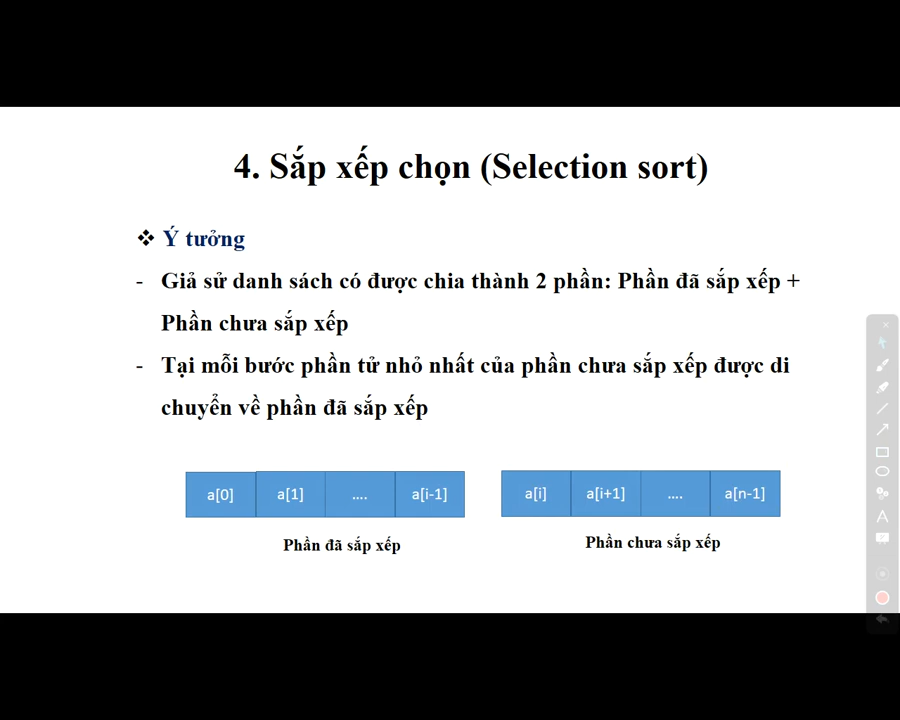 4. Sắp xếp chọn (Selection sort)
❖ Ý tưởng
- Giả sử danh sách có được chia thành 2 phần: Phần đã sắp xếp +
Phần chưa sắp xếp
- Tại mỗi bước phần tử nhỏ nhất của phần chưa sắp xếp được di
chuyển về phần đã sắp xếp
a[0] a[1] .... a[i-1] a[i] a[i+1] .... a[n-1]
Phần đã sắp xếp Phần chưa sắp xếp